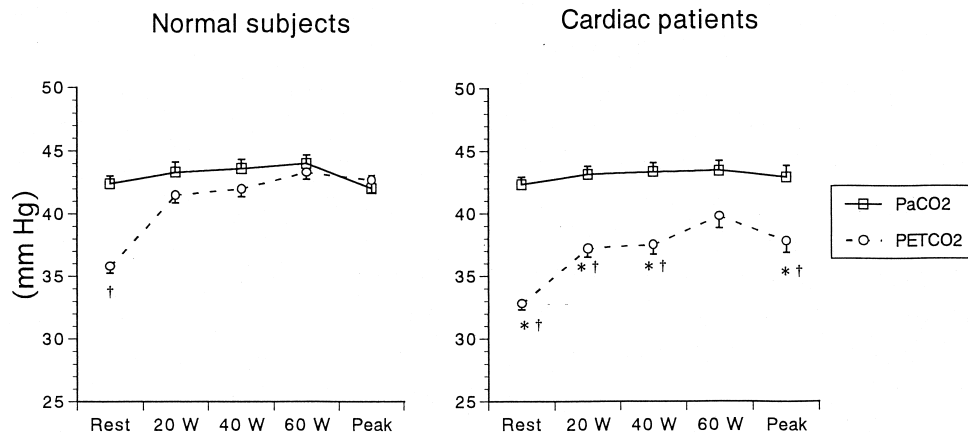 Normal subjects
Cardiac patients
(mm Hg)
50
45
40
35
30
25
†
Rest 20 W 40 W 60 W Peak
50
45
40
35
30
25
* †
* †
* †
* †
Rest 20 W 40 W 60 W Peak
PaCO2
PETCO2